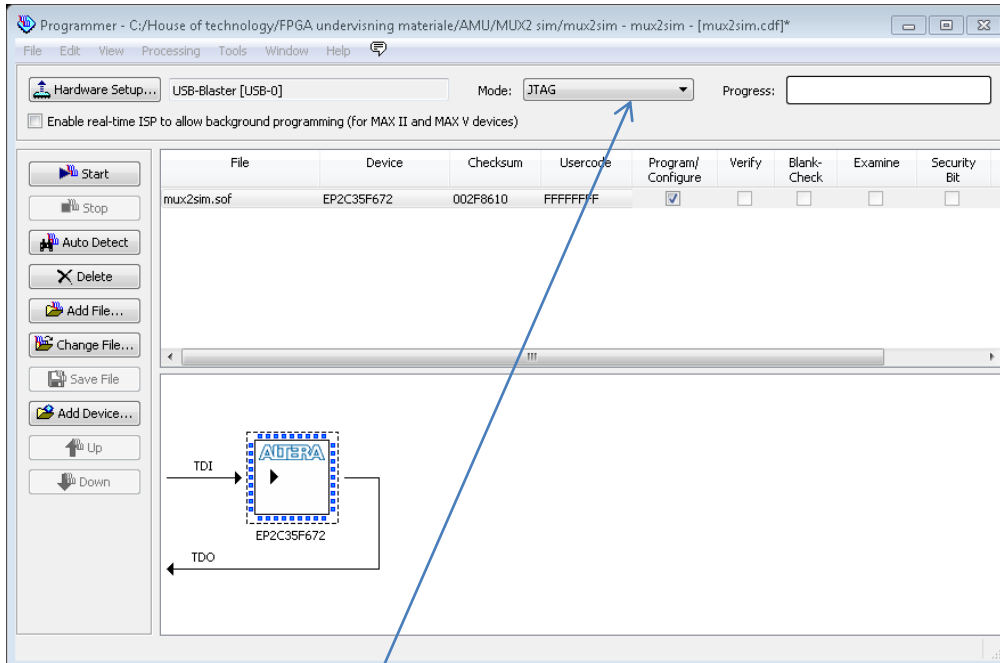 Programmer - C:/House of technology/FPGA undervisning materiale/AMU/MUX2 sim/mux2sim - mux2sim - [mux2sim.cdf]*
File Edit View Processing Tools Window Help
Hardware Setup... USB-Blaster [USB-0] Mode: JTAG Progress:
Enable real-time ISP to allow background programming (for MAX II and MAX V devices)
Start
Stop
Auto Detect
Delete
Add File...
Change File...
Save File
Add Device...
Up
Down
File Device Checksum Usercode Program/ Verify Blank- Examine Security
Configure Check Bit
mux2sim.sof EP2C35F672 002F8610 FFFFFFFF
ALTERA
TDI
EP2C35F672
TDO